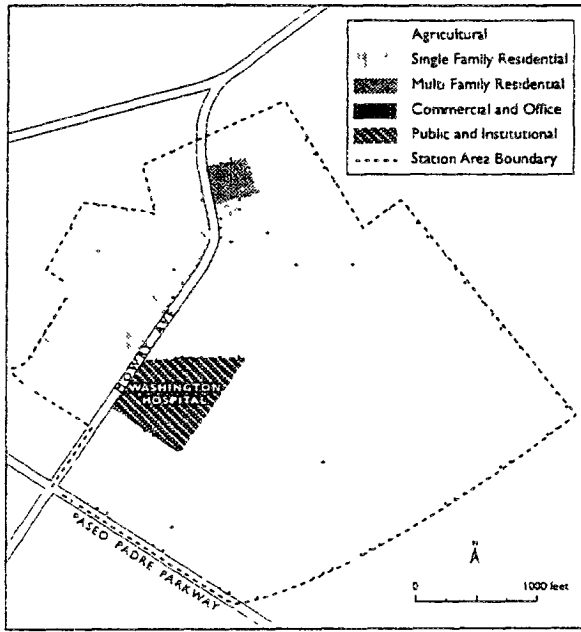 Agricultural
Single Family Residential
Multi Family Residential
Commercial and Office
Public and Institutional
Station Area Boundary
AVE
WASHINGTON
HOSPITAL
PASEO PADRE PARKWAY
N
0 1000 feet